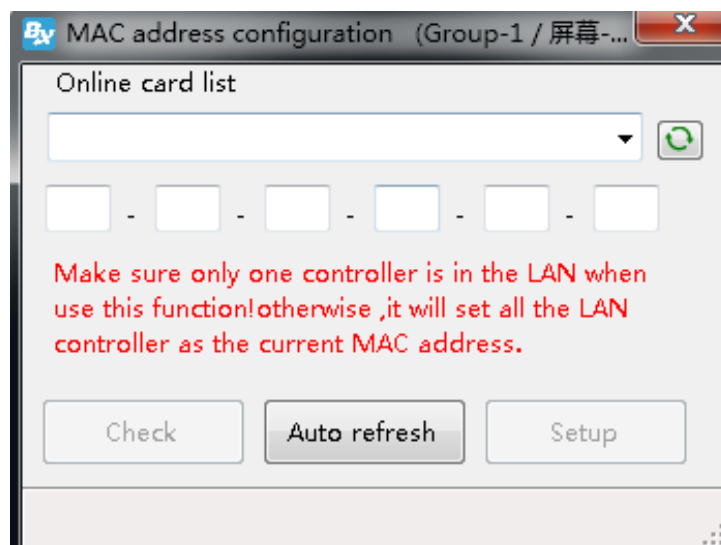 BX MAC address configuration (Group-1 / 屏幕-...
Online card list
- - - - -
Make sure only one controller is in the LAN when
use this function!otherwise ,it will set all the LAN
controller as the current MAC address.
Check Auto refresh Setup